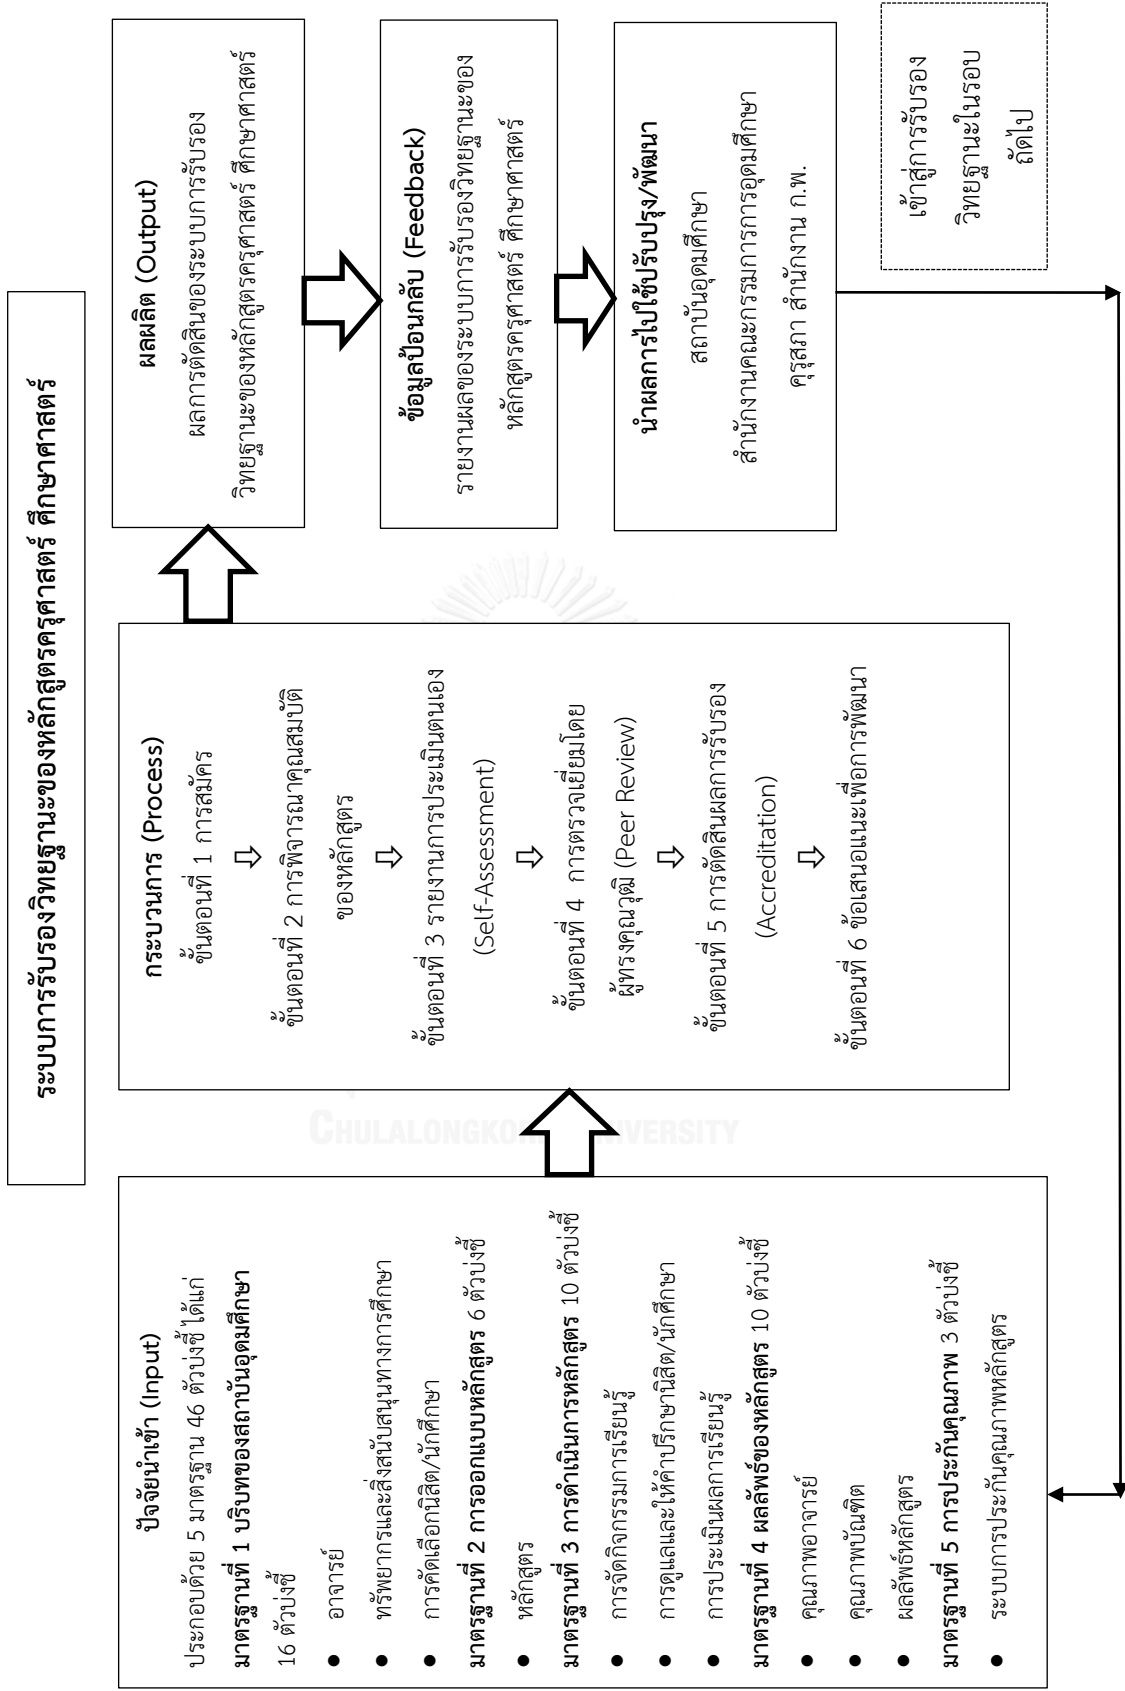 ระบบการรับรองวิทยฐานะของหลักสูตรครุศาสตร์ ศึกษาศาสตร์
ปัจจัยนำเข้า (Input)
ประกอบด้วย 5 มาตรฐาน 46 ตัวบ่งชี้ ได้แก่
มาตรฐานที่ 1 บริบทของสถาบันอุดมศึกษา
16 ตัวบ่งชี้
● อาจารย์
● ทรัพยากรและสิ่งสนับสนุนทางการศึกษา
● การคัดเลือกนิสิต/นักศึกษา
มาตรฐานที่ 2 การออกแบบหลักสูตร 6 ตัวบ่งชี้
● หลักสูตร
มาตรฐานที่ 3 การดำเนินการหลักสูตร 10 ตัวบ่งชี้
● การจัดกิจกรรมการเรียนรู้
● การดูแลและให้คำปรึกษานิสิต/นักศึกษา
● การประเมินผลการเรียนรู้
มาตรฐานที่ 4 ผลลัพธ์ของหลักสูตร 10 ตัวบ่งชี้
● คุณภาพอาจารย์
● คุณภาพบัณฑิต
● ผลลัพธ์หลักสูตร
มาตรฐานที่ 5 การประกันคุณภาพ 3 ตัวบ่งชี้
● ระบบการประกันคุณภาพหลักสูตร
กระบวนการ (Process)
ขั้นตอนที่ 1 การสมัคร
ขั้นตอนที่ 2 การพิจารณาคุณสมบัติ
ของหลักสูตร
ขั้นตอนที่ 3 รายงานการประเมินตนเอง
(Self-Assessment)
ขั้นตอนที่ 4 การตรวจเยี่ยมโดย
ผู้ทรงคุณวุฒิ (Peer Review)
ขั้นตอนที่ 5 การตัดสินผลการรับรอง
(Accreditation)
ขั้นตอนที่ 6 ข้อเสนอแนะเพื่อการพัฒนา
ผลผลิต (Output)
ผลการตัดสินของระบบการรับรอง
วิทยฐานะของหลักสูตรครุศาสตร์ ศึกษาศาสตร์
ข้อมูลป้อนกลับ (Feedback)
รายงานผลของระบบการรับรองวิทยฐานะของ
หลักสูตรครุศาสตร์ ศึกษาศาสตร์
นำผลการไปใช้ปรับปรุง/พัฒนา
สถาบันอุดมศึกษา
สำนักงานคณะกรรมการการอุดมศึกษา
คุรุสภา สำนักงาน ก.พ.
เข้าสู่การรับรอง
วิทยฐานะในรอบ
ถัดไป